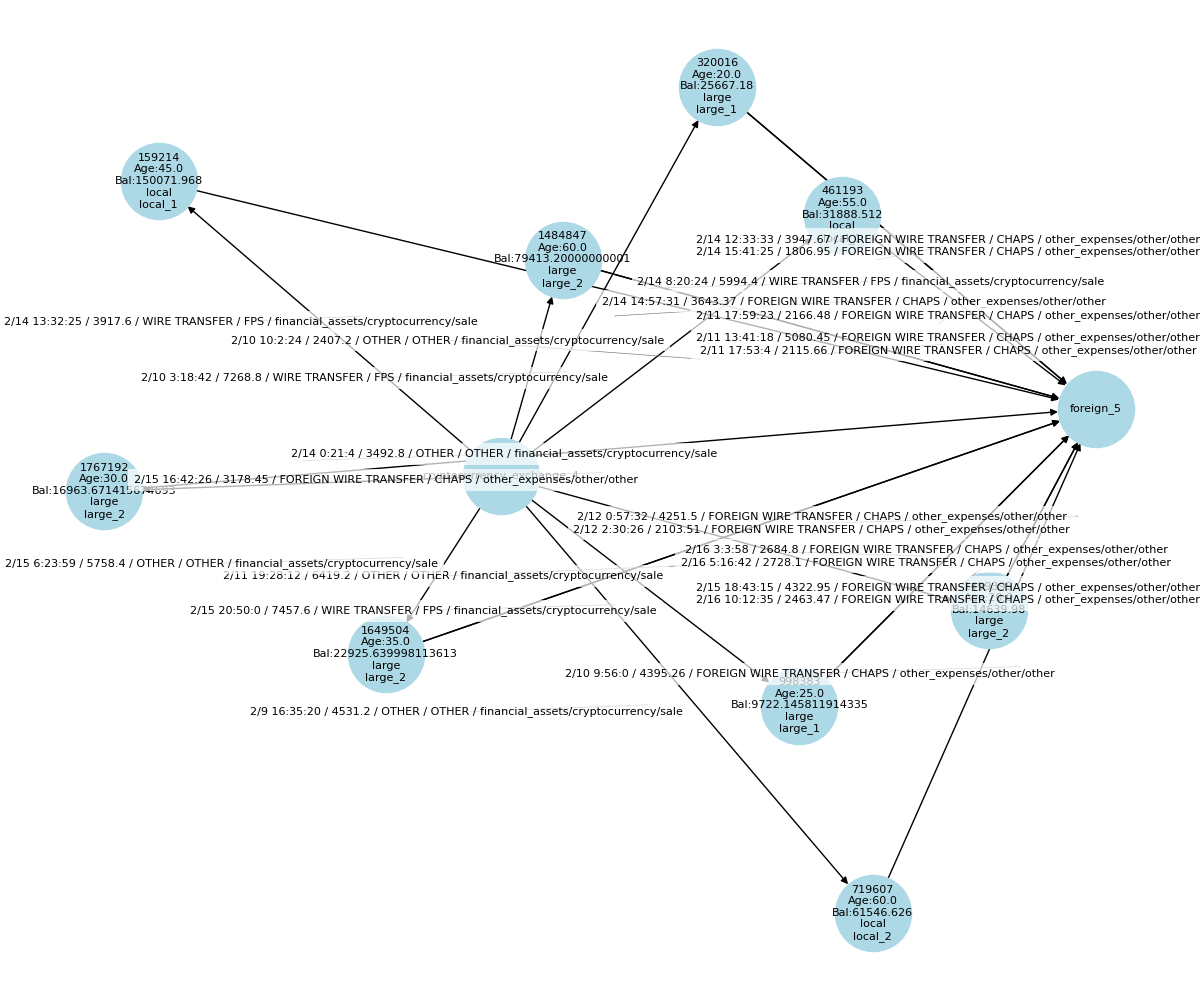 320016
Age:20.0
Bal:25667.18
large
large_1
159214
Age:45.0
Bal:150071.968
local
local_1
461193
Age:55.0
Bal:31888.512
local
1484847
Age:60.0
Bal:79413.20000000001
large
large_2
2/14 12:33:33 / 3947.67 / FOREIGN WIRE TRANSFER / CHAPS / other_expenses/other/other
2/14 15:41:25 / 1806.95 / FOREIGN WIRE TRANSFER / CHAPS / other_expenses/other/other
2/14 8:20:24 / 5994.4 / WIRE TRANSFER / FPS / financial_assets/cryptocurrency/sale
2/14 14:57:31 / 3643.37 / FOREIGN WIRE TRANSFER / CHAPS / other_expenses/other/other
2/11 17:59:23 / 2166.48 / FOREIGN WIRE TRANSFER / CHAPS / other_expenses/other/other
2/14 13:32:25 / 3917.6 / WIRE TRANSFER / FPS / financial_assets/cryptocurrency/sale
2/10 10:2:24 / 2407.2 / OTHER / OTHER / financial_assets/cryptocurrency/sale
2/11 13:41:18 / 5080.45 / FOREIGN WIRE TRANSFER / CHAPS / other_expenses/other/other
2/11 17:53:4 / 2115.66 / FOREIGN WIRE TRANSFER / CHAPS / other_expenses/other/other
2/10 3:18:42 / 7268.8 / WIRE TRANSFER / FPS / financial_assets/cryptocurrency/sale
foreign_5
2/14 0:21:4 / 3492.8 / OTHER / OTHER / financial_assets/cryptocurrency/sale
1767192
Age:30.0
large
large_2
2/15 16:42:26 / 3178.45 / FOREIGN WIRE TRANSFER / CHAPS / other_expenses/other/other
2/12 0:57:32 / 4251.5 / FOREIGN WIRE TRANSFER / CHAPS / other_expenses/other/other
2/12 2:30:26 / 2103.51 / FOREIGN WIRE TRANSFER / CHAPS / other_expenses/other/other
2/16 3:3:58 / 2684.8 / FOREIGN WIRE TRANSFER / CHAPS / other_expenses/other/other
2/16 5:16:42 / 2728.1 / FOREIGN WIRE TRANSFER / CHAPS / other_expenses/other/other
2/15 6:23:59 / 5758.4 / OTHER / OTHER / financial_assets/cryptocurrency/sale
2/11 19:28:12 / 6419.2 / OTHER / OTHER / financial_assets/cryptocurrency/sale
2/15 18:43:15 / 4322.95 / FOREIGN WIRE TRANSFER / CHAPS / other_expenses/other/other
2/16 10:12:35 / 2463.47 / FOREIGN WIRE TRANSFER / CHAPS / other_expenses/other/other
Bal:14639.98
large
large_2
2/15 20:50:0 / 7457.6 / WIRE TRANSFER / FPS / financial_assets/cryptocurrency/sale
1649504
Age:35.0
Bal:22925.639998113613
large
large_2
2/10 9:56:0 / 4395.26 / FOREIGN WIRE TRANSFER / CHAPS / other_expenses/other/other
998383
Age:25.0
Bal:9722.145811914335
large
large_1
2/9 16:35:20 / 4531.2 / OTHER / OTHER / financial_assets/cryptocurrency/sale
719607
Age:60.0
Bal:61546.626
local
local_2